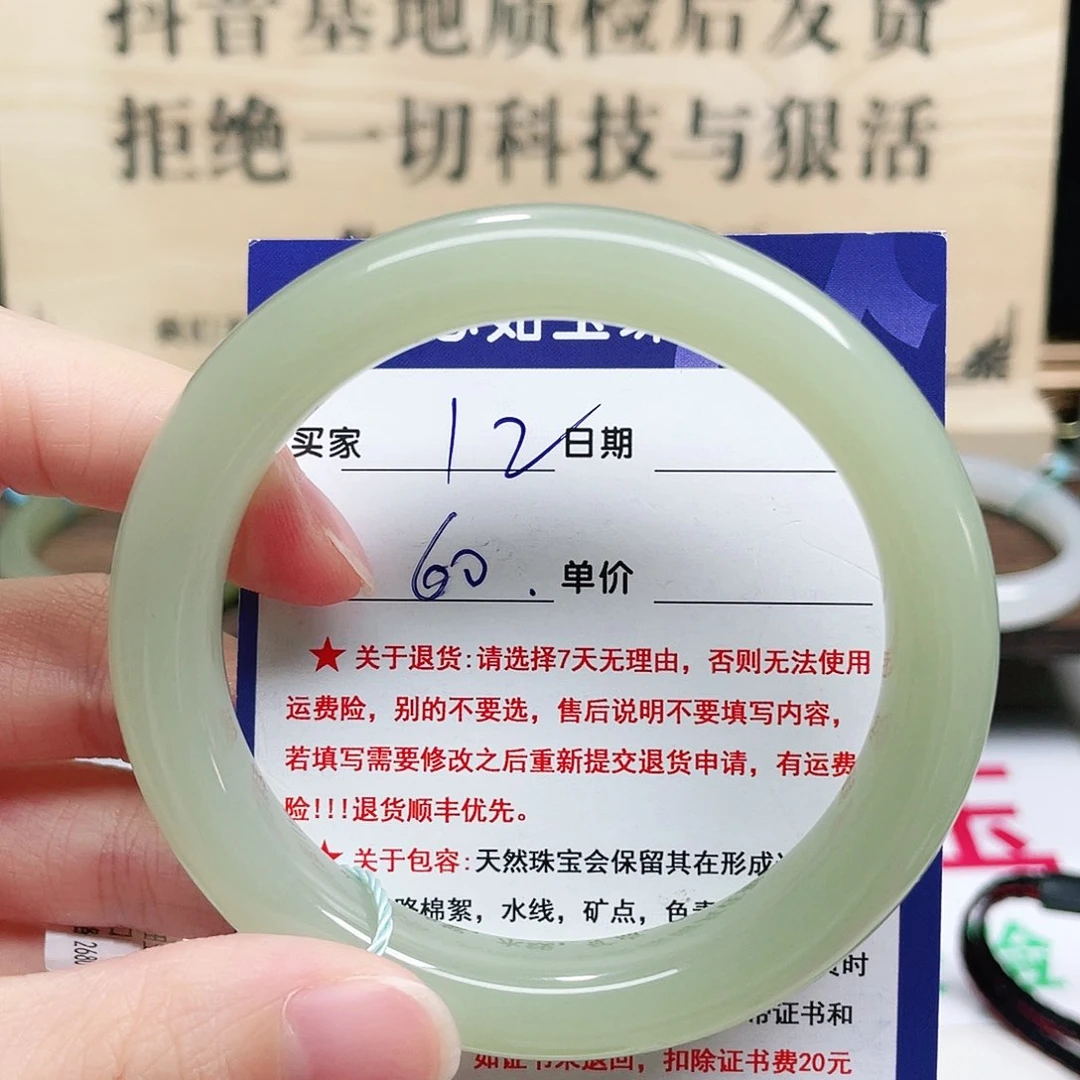 抖音基地质检后发货
拒绝一切科技与狠活
买家 12 日期
60. 单价
★ 关于退货:请选择7天无理由，否则无法使用
运费险，别的不要选，售后说明不要填写内容，
若填写需要修改之后重新提交退货申请，有运费
险!!!退货顺丰优先。
★ 关于包容:天然珠宝会保留其在形成
棉絮，水线，矿点，色素
时
证书和
如证书未退回，扣除证书费20元